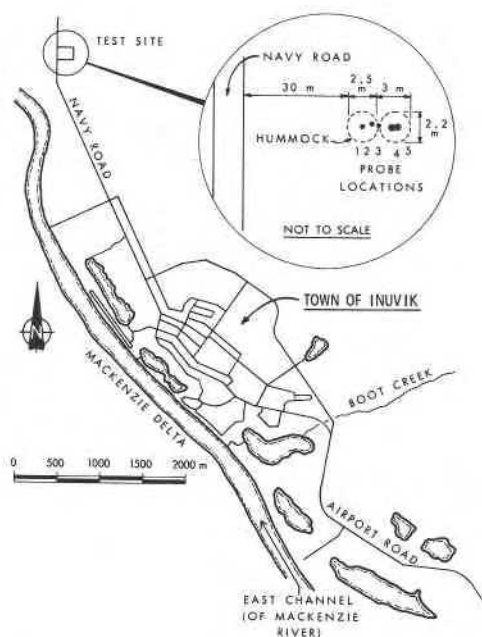 TEST SITE
NAVY ROAD
2.5 m
3 m
30 m
2.2 m
HUMMOCK
1 2 3 4 5
PROBE
LOCATIONS
NOT TO SCALE
NAVY ROAD
TOWN OF INUVIK
N
BOOT CREEK
MACKENZIE DELTA
0 500 1000 1500 2000 m
AIRPORT ROAD
EAST CHANNEL
(OF MACKENZIE
RIVER)